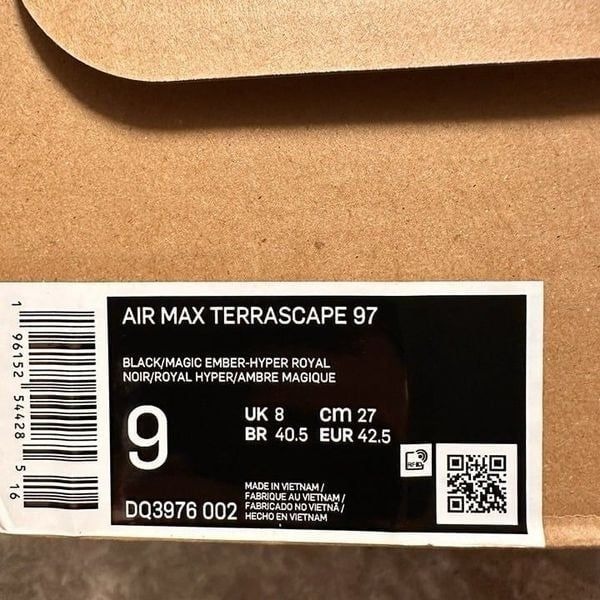 AIR MAX TERRASCAPE 97
BLACK/MAGIC EMBER-HYPER ROYAL
NOIR/ROYAL HYPER/AMBRE MAGIQUE
9
UK 8 cm 27
BR 40.5 EUR 42.5
RFID
DQ3976 002
MADE IN VIETNAM /
FABRIQUE AU VIETNAM /
FABRICADO NO VIETNÃ /
HECHO EN VIETNAM
1 96152 54428 5 16